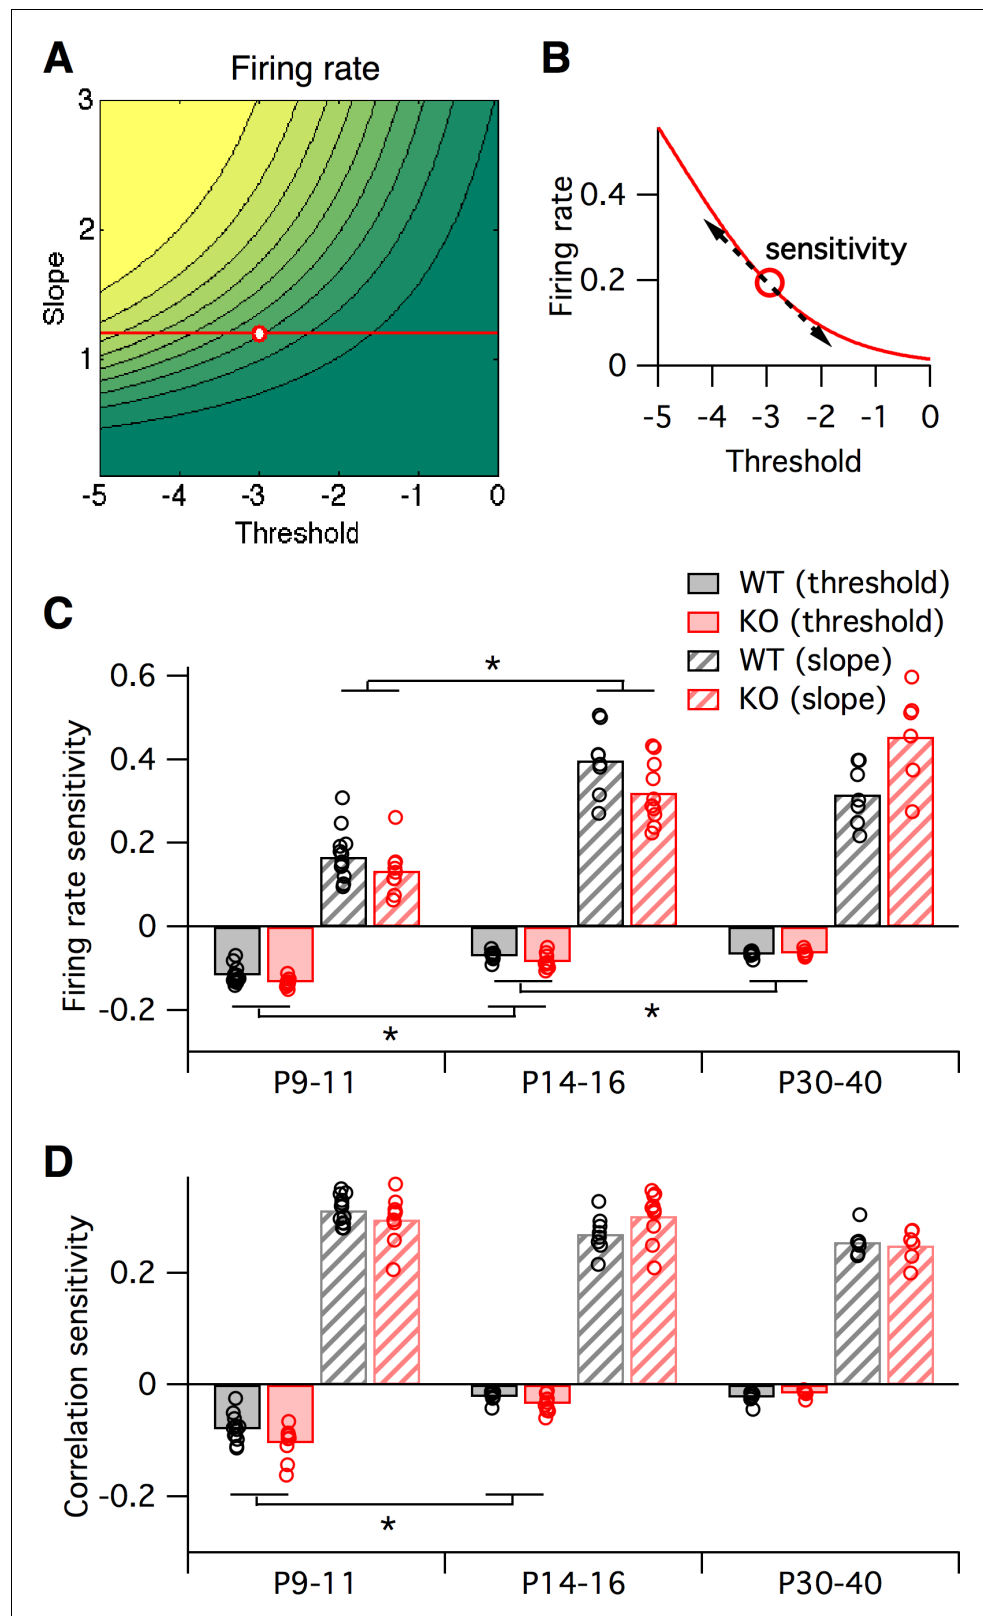 A
Firing rate
3
2
1
Slope
-5 -4 -3 -2 -1 0
Threshold
B
Firing rate
0.4
0.2
0
sensitivity
-5 -4 -3 -2 -1 0
Threshold
C
WT (threshold)
KO (threshold)
WT (slope)
KO (slope)
Firing rate sensitivity
0.6
0.4
0.2
0
-0.2
*
*
*
P9-11 P14-16 P30-40
D
Correlation sensitivity
0.2
0
-0.2
*
P9-11 P14-16 P30-40